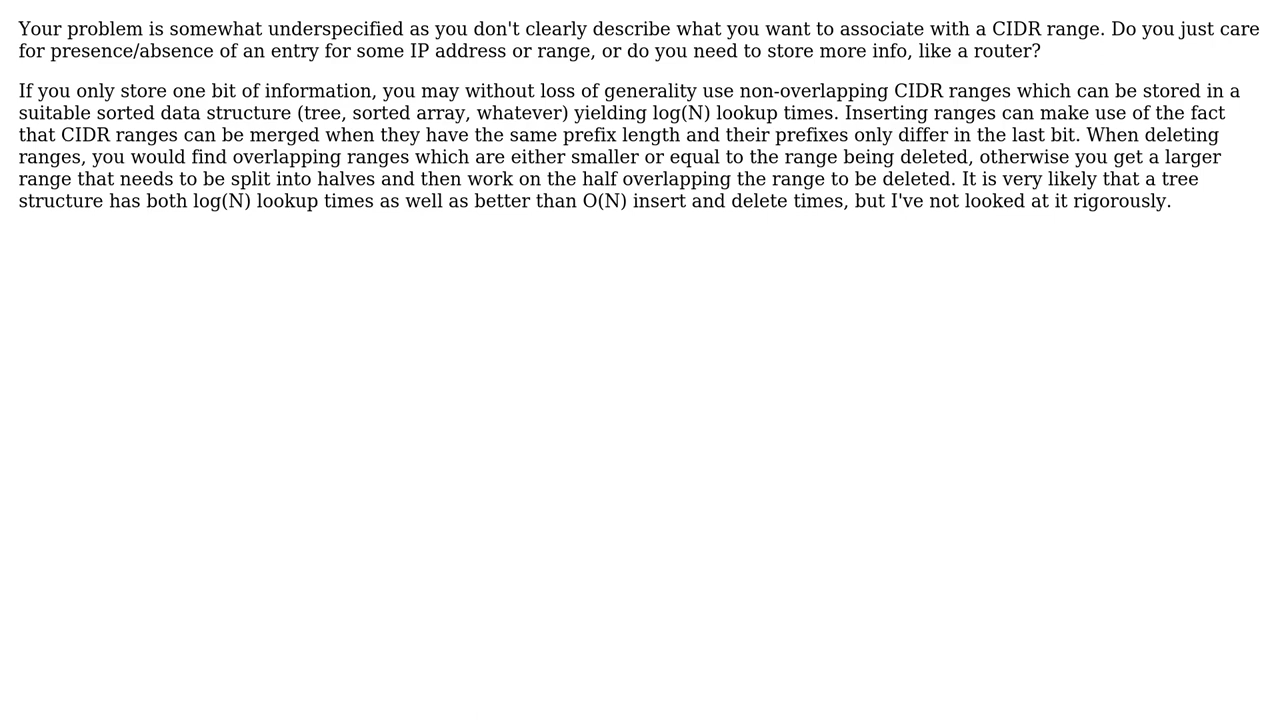 Your problem is somewhat underspecified as you don't clearly describe what you want to associate with a CIDR range. Do you just care
for presence/absence of an entry for some IP address or range, or do you need to store more info, like a router?
If you only store one bit of information, you may without loss of generality use non-overlapping CIDR ranges which can be stored in a
suitable sorted data structure (tree, sorted array, whatever) yielding log(N) lookup times. Inserting ranges can make use of the fact
that CIDR ranges can be merged when they have the same prefix length and their prefixes only differ in the last bit. When deleting
ranges, you would find overlapping ranges which are either smaller or equal to the range being deleted, otherwise you get a larger
range that needs to be split into halves and then work on the half overlapping the range to be deleted. It is very likely that a tree
structure has both log(N) lookup times as well as better than O(N) insert and delete times, but I've not looked at it rigorously.